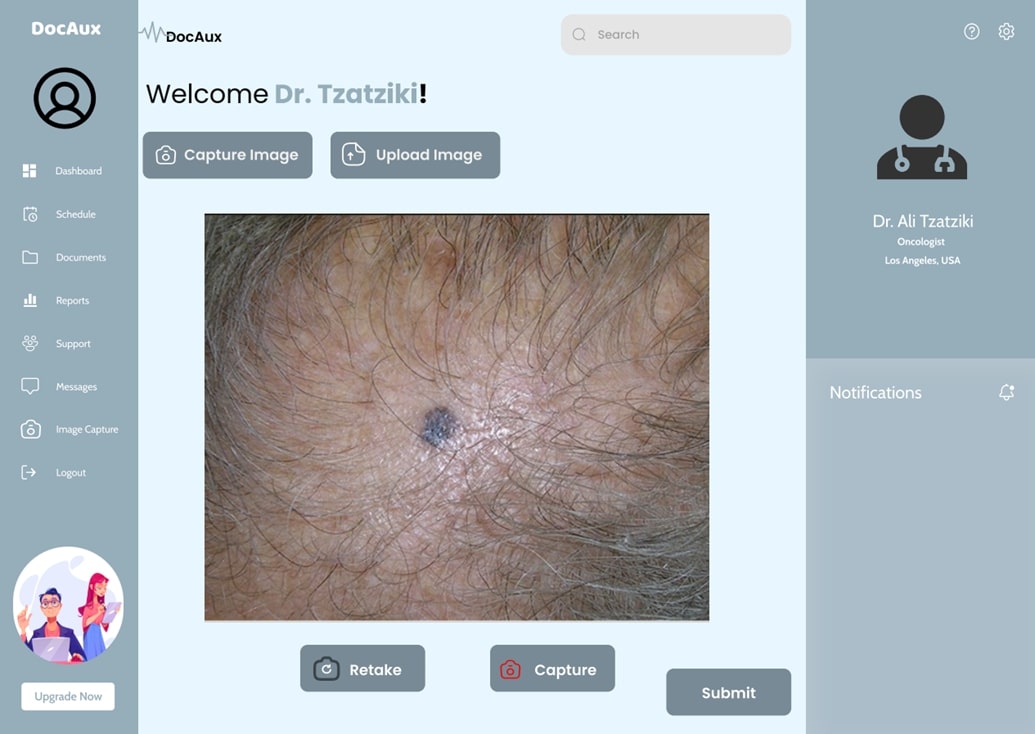 DocAux
DocAux
Search
Welcome Dr. Tzatziki!
Capture Image
Upload Image
Dashboard
Schedule
Documents
Reports
Support
Messages
Image Capture
Logout
Upgrade Now
Retake
Capture
Submit
Dr. Ali Tzatziki
Oncologist
Los Angeles, USA
Notifications